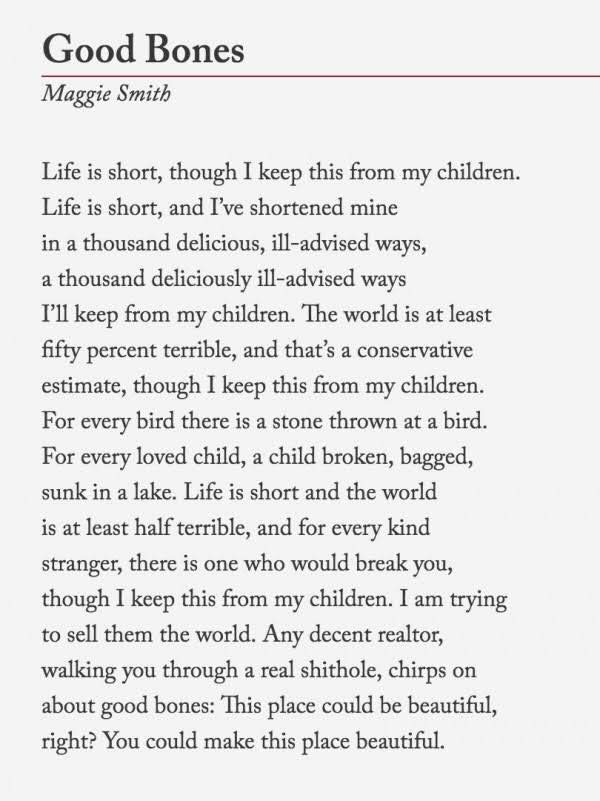 Good Bones
Maggie Smith
Life is short, though I keep this from my children.
Life is short, and I’ve shortened mine
in a thousand delicious, ill-advised ways,
a thousand deliciously ill-advised ways
I’ll keep from my children. The world is at least
fifty percent terrible, and that’s a conservative
estimate, though I keep this from my children.
For every bird there is a stone thrown at a bird.
For every loved child, a child broken, bagged,
sunk in a lake. Life is short and the world
is at least half terrible, and for every kind
stranger, there is one who would break you,
though I keep this from my children. I am trying
to sell them the world. Any decent realtor,
walking you through a real shithole, chirps on
about good bones: This place could be beautiful,
right? You could make this place beautiful.